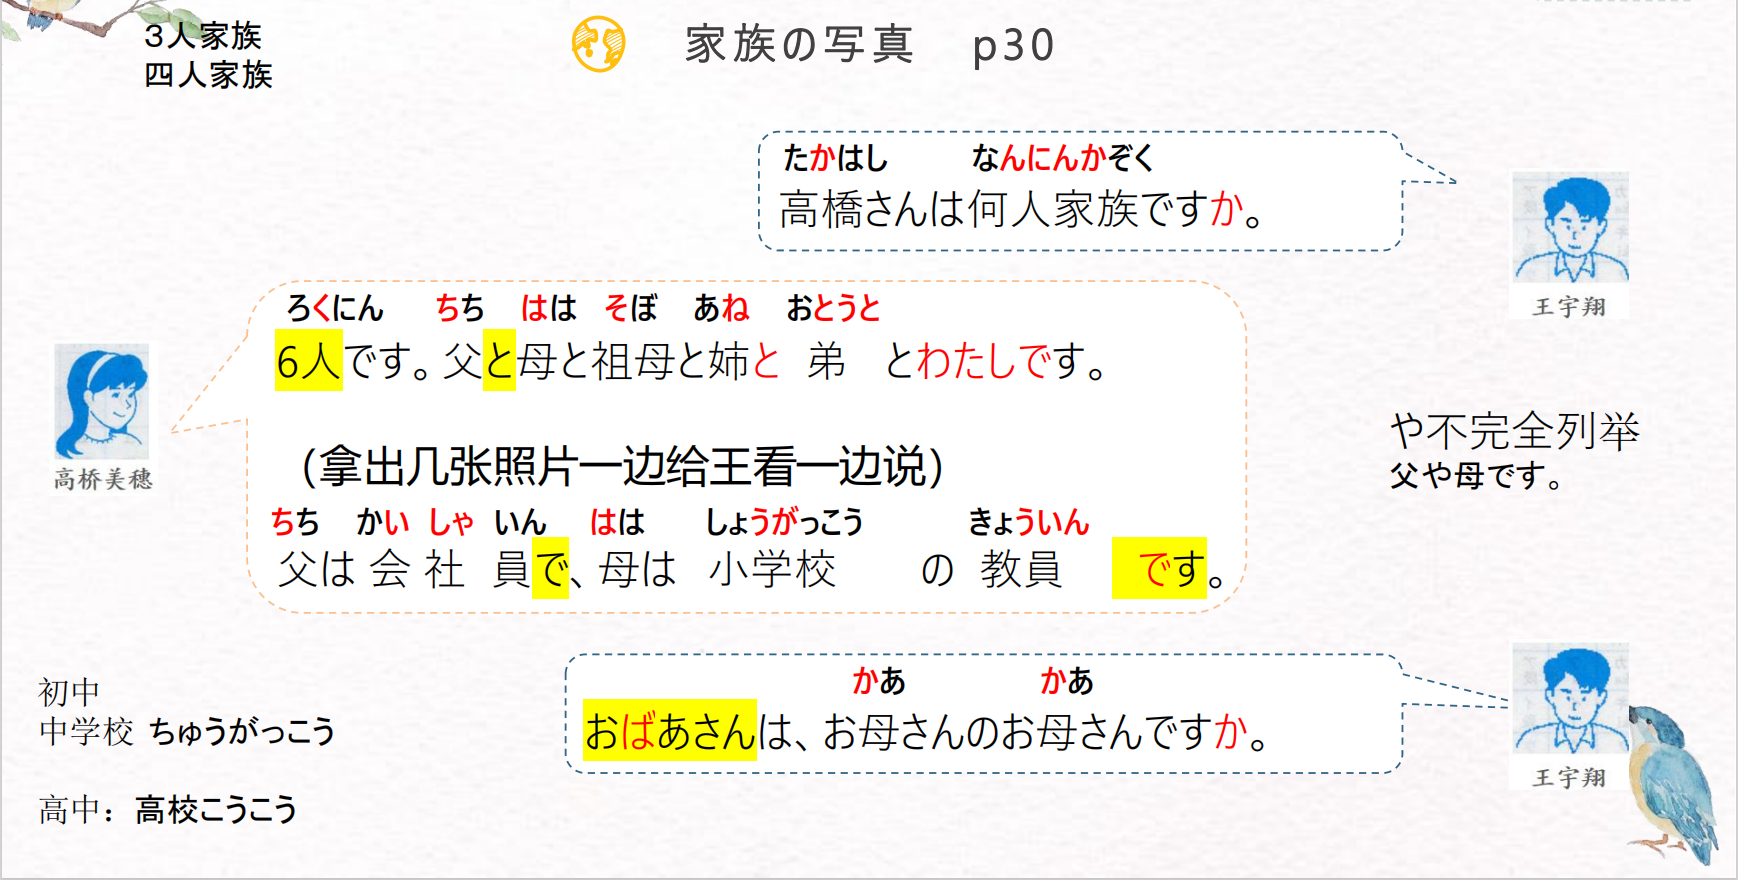 3人家族
四人家族
家族の写真 p30
たかはし なんにんかぞく
高橋さんは何人家族ですか。
王宇翔
ろくにん ちち はは そぼ あね おとうと
6人です。父と母と祖母と姉と 弟 とわたしです。
(拿出几张照片一边给王看一边说)
ちち かい しゃ いん はは しょうがっこう きょういん
父は 会 社 員で、母は 小学校 の 教員 です。
高桥美穗
や不完全列举
父や母です。
かあ かあ
おばあさんは、お母さんのお母さんですか。
王宇翔
初中
中学校 ちゅうがっこう
高中：高校こうこう